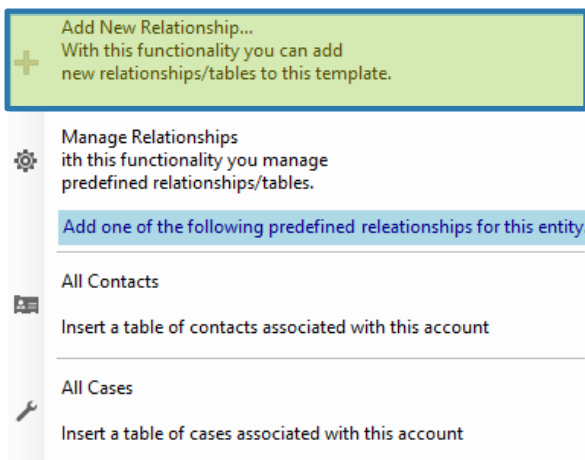 Add New Relationship...
With this functionality you can add
new relationships/tables to this template.
Manage Relationships
ith this functionality you manage
predefined relationships/tables.
Add one of the following predefined releationships for this entity.
All Contacts
Insert a table of contacts associated with this account
All Cases
Insert a table of cases associated with this account